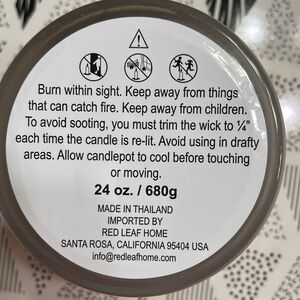 Burn within sight. Keep away from things
that can catch fire. Keep away from children.
To avoid sooting, you must trim the wick to ¼"
each time the candle is re-lit. Avoid using in drafty
areas. Allow candlepot to cool before touching
or moving.
24 oz. / 680g
MADE IN THAILAND
IMPORTED BY
RED LEAF HOME
SANTA ROSA, CALIFORNIA 95404 USA
info@redleafhome.com